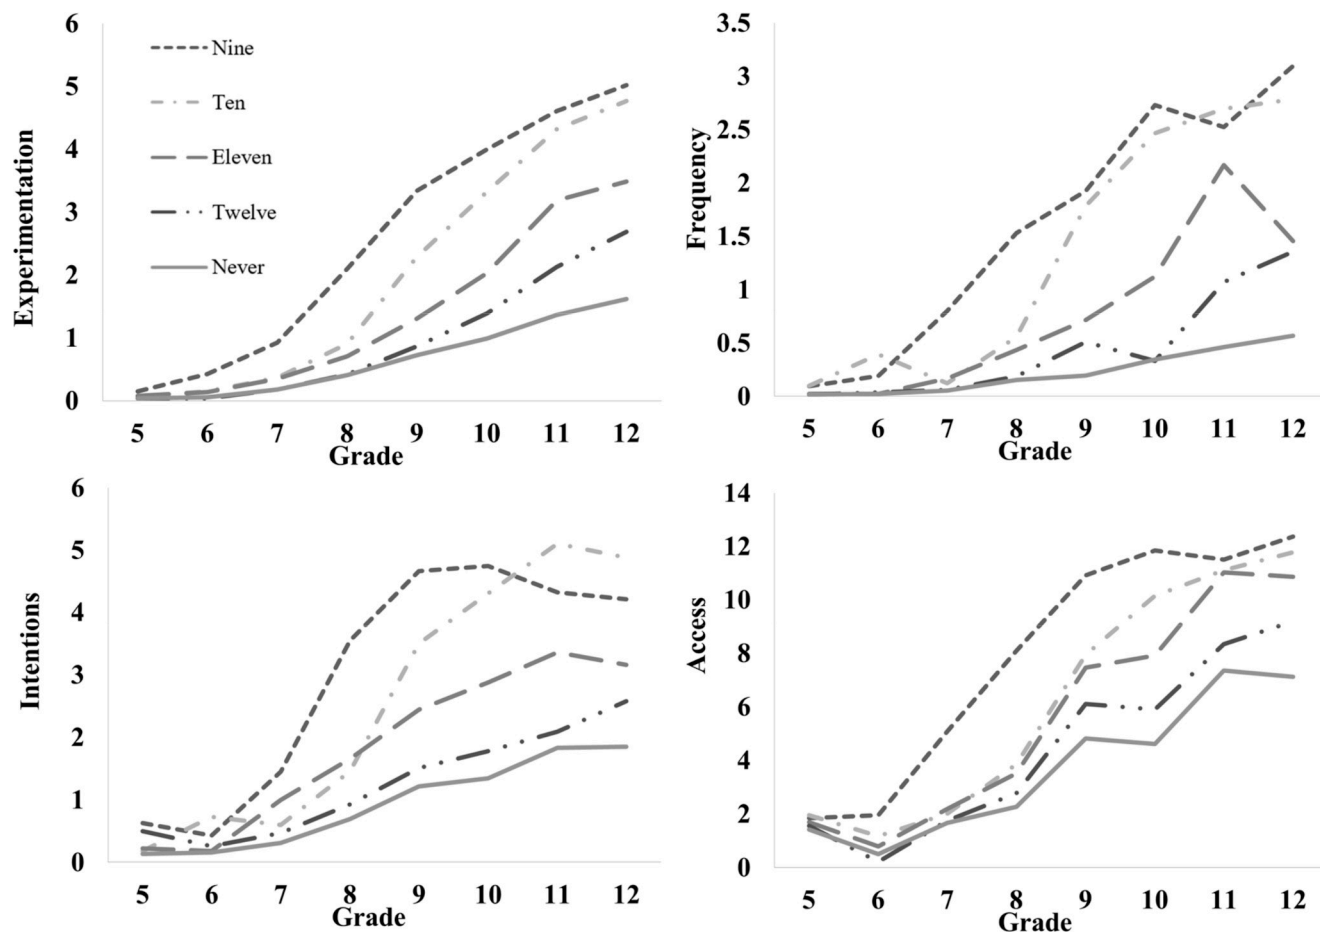 6
5
4
3
2
1
0
Experimentation
Nine
Ten
Eleven
Twelve
Never
5 6 7 8 9 10 11 12
Grade
3.5
3
2.5
2
1.5
1
0.5
0
Frequency
5 6 7 8 9 10 11 12
Grade
6
5
4
3
2
1
0
Intentions
5 6 7 8 9 10 11 12
Grade
14
12
10
8
6
4
2
0
Access
5 6 7 8 9 10 11 12
Grade